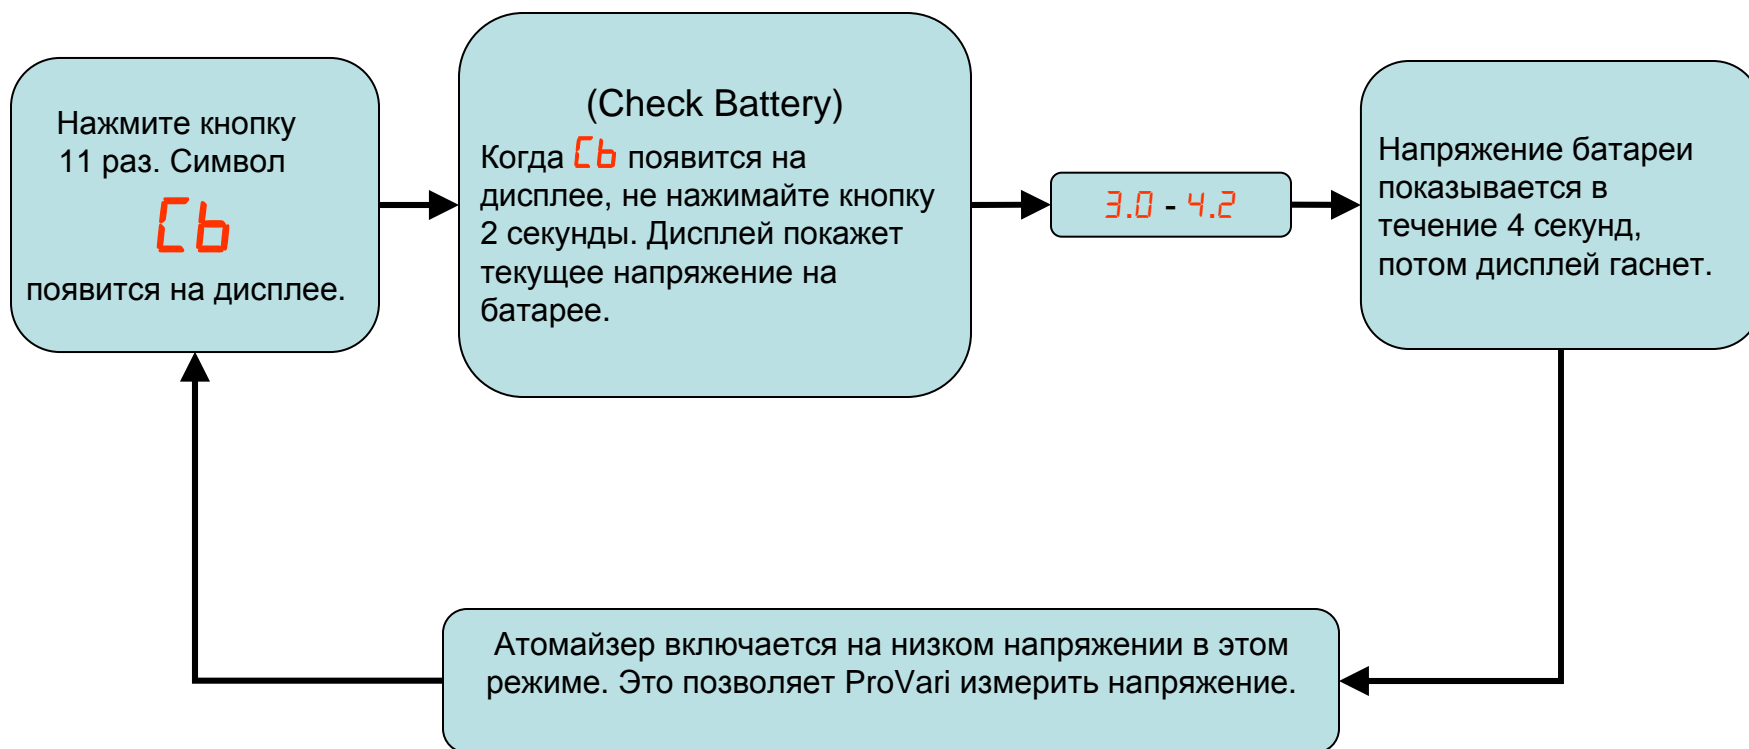 Нажмите кнопку
11 раз. Символ
Cb
появится на дисплее.
(Check Battery)
Когда Cb появится на
дисплее, не нажимайте кнопку
2 секунды. Дисплей покажет
текущее напряжение на
батарее.
3.0 - 4.2
Напряжение батареи
показывается в
течение 4 секунд,
потом дисплей гаснет.
Атомайзер включается на низком напряжении в этом
режиме. Это позволяет ProVari измерить напряжение.